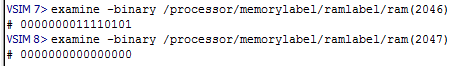 VSIM 7> examine -binary /processor/memorylabel/ramlabel/ram(2046)
# 0000000011110101
VSIM 8> examine -binary /processor/memorylabel/ramlabel/ram(2047)
# 0000000000000000